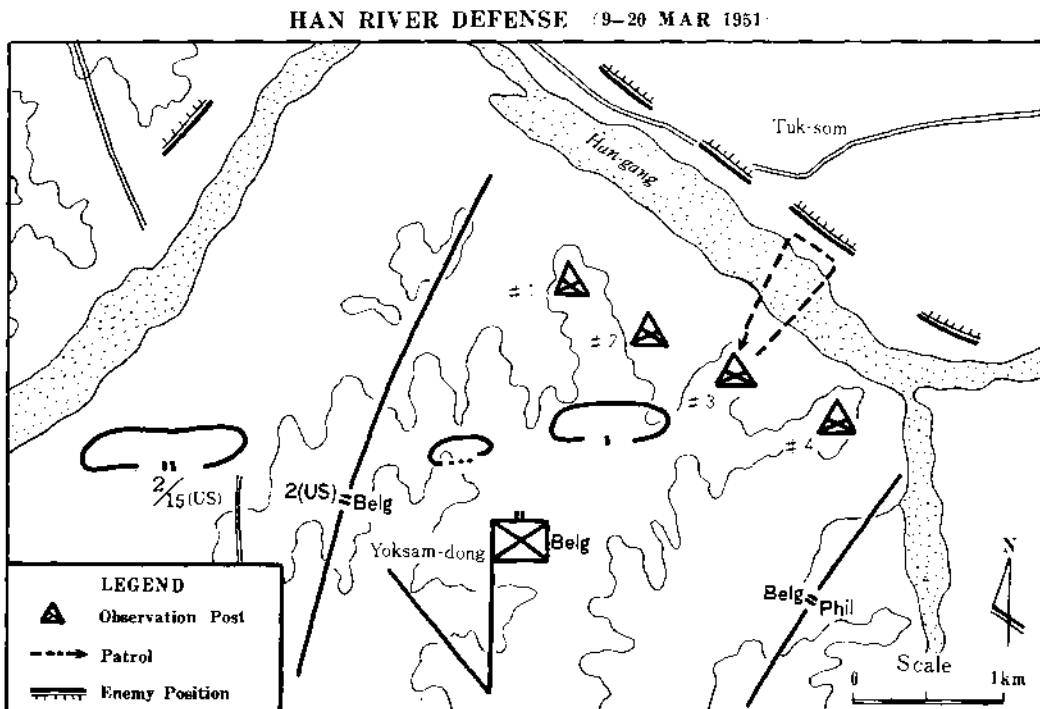 HAN RIVER DEFENSE (9–20 MAR 1951)
Tuk-som
Han-gang
# 1
# 2
# 3
# 4
2/15(US)
2(US) = Belg
Yoksam-dong
Belg
Belg = Phil
N
LEGEND
Observation Post
Patrol
Enemy Position
Scale
0 1km